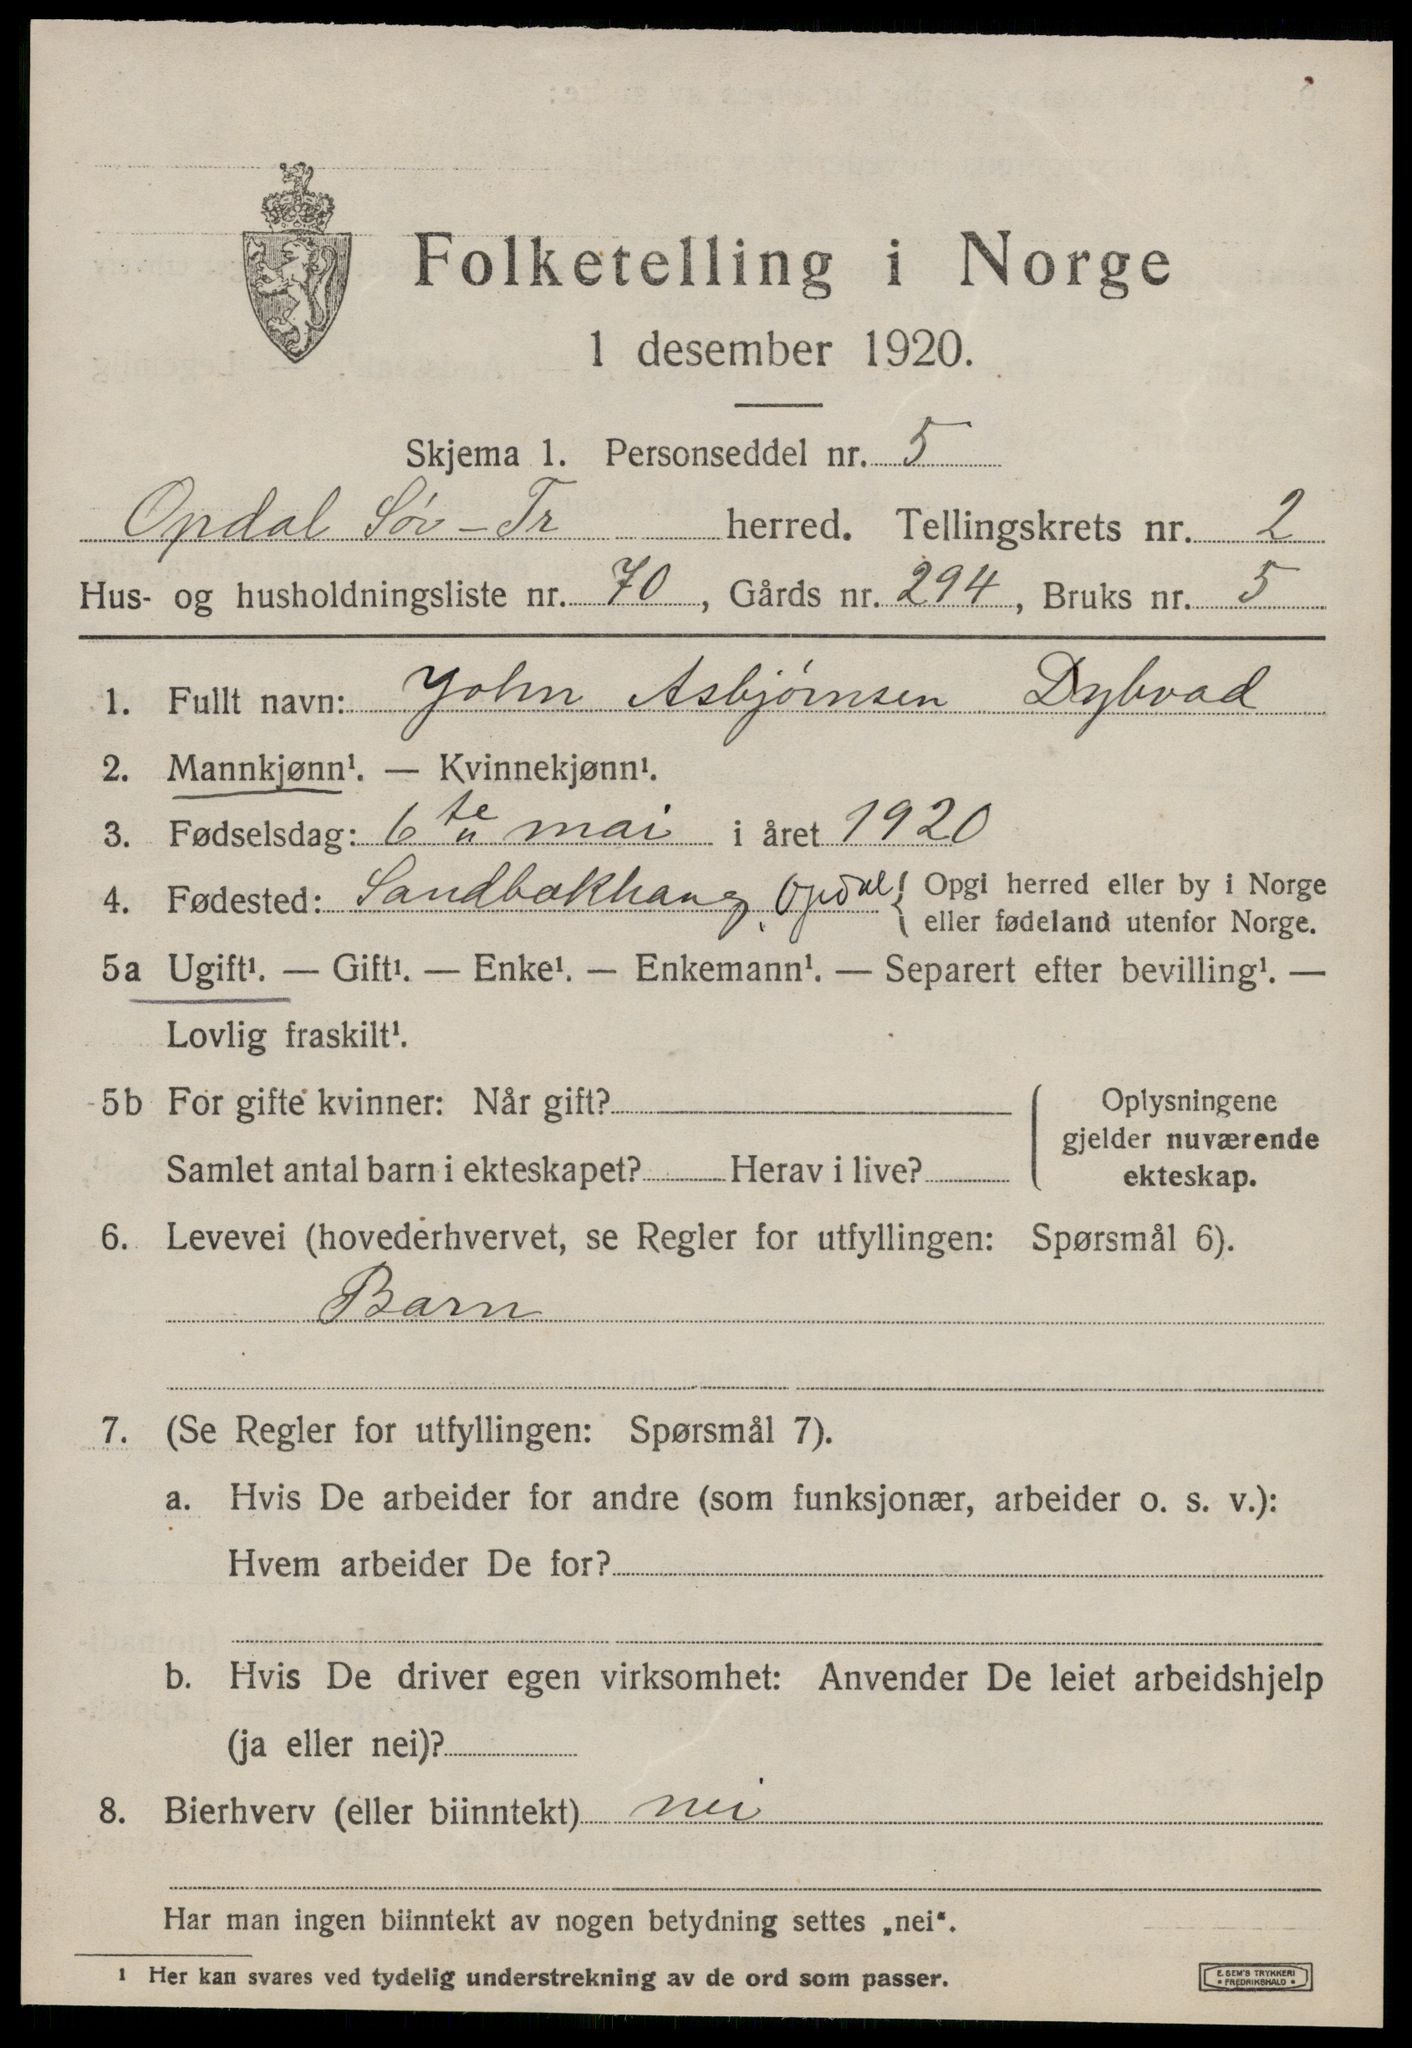 Folketelling i Norge
1 desember 1920.
Skjema 1. Personseddel nr. 5
Opdal Sör-Tr herred. Tellingskrets nr. 2
Hus- og husholdningsliste nr. 70, Gårds nr. 294, Bruks nr. 5
1. Fullt navn: John Asbjørnsen Dybvad
2. Mannkjønn¹. — Kvinnekjønn¹.
3. Fødselsdag: 6te mai i året 1920
4. Fødested: Sandbækhaug, Opdal { Opgi herred eller by i Norge
eller fødeland utenfor Norge.
5a Ugift¹. — Gift¹. — Enke¹. — Enkemann¹. — Separert efter bevilling¹. —
Lovlig fraskilt¹.
5b For gifte kvinner: Når gift?
Samlet antal barn i ekteskapet? Herav i live?
Oplysningene
gjelder nuværende
ekteskap.
6. Levevei (hovederhvervet, se Regler for utfyllingen: Spørsmål 6).
Barn
7. (Se Regler for utfyllingen: Spørsmål 7).
a. Hvis De arbeider for andre (som funksjonær, arbeider o. s. v.):
Hvem arbeider De for?
b. Hvis De driver egen virksomhet: Anvender De leiet arbeidshjelp
(ja eller nei)?
8. Bierhverv (eller biinntekt) nei
Har man ingen biinntekt av nogen betydning settes „nei“.
¹ Her kan svares ved tydelig understrekning av de ord som passer.
E. SEM'S TRYKKERI
• FREDRIKSHALD •